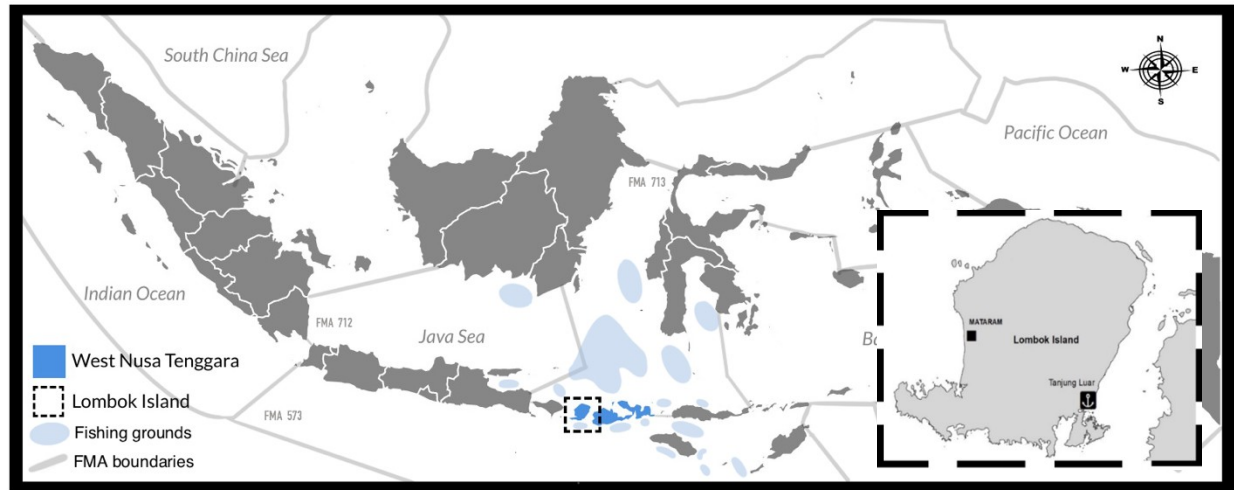 South China Sea
N
W
E
S
Pacific Ocean
FMA 713
Indian Ocean
FMA 712
Java Sea
Ba
FMA 573
West Nusa Tenggara
Lombok Island
Fishing grounds
FMA boundaries
MATARAM
Lombok Island
Tanjung Luar